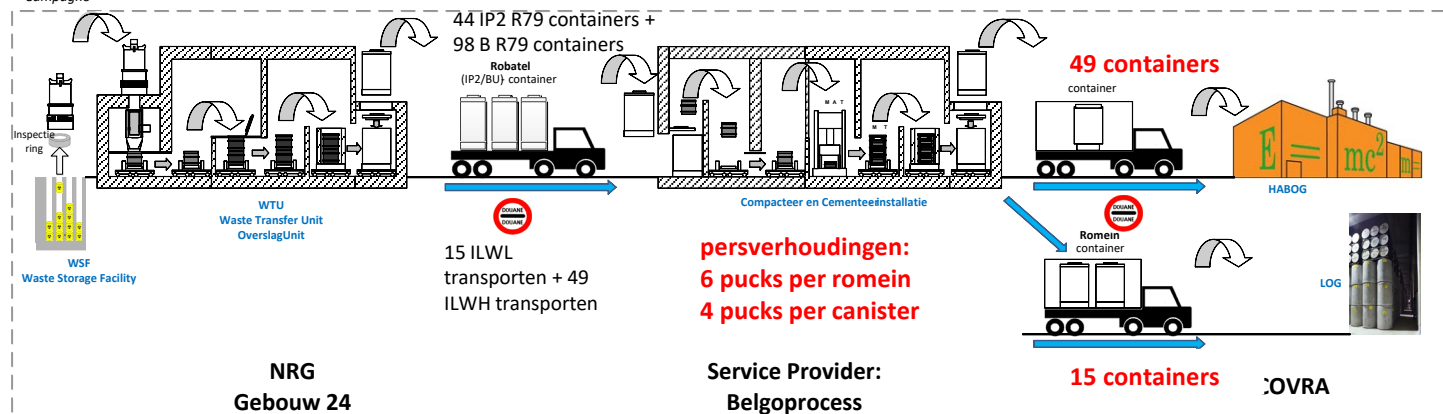 campagne
44 IP2 R79 containers +
98 B R79 containers
Robatel
(IP2/BU) container
Inspectie
ring
WSF
Waste Storage Facility
WTU
Waste Transfer Unit
OverslagUnit
DOUANE
DOUANE
15 ILWL
transporten + 49
ILWH transporten
M A T
M T
Compacteer en Cementeerinstallatie
persverhoudingen:
6 pucks per romein
4 pucks per canister
49 containers
container
E = mc2
m=
HABOG
DOUANE
DOUANE
Romein
container
LOG
15 containers
NRG
Gebouw 24
Service Provider:
Belgoprocess
COVRA